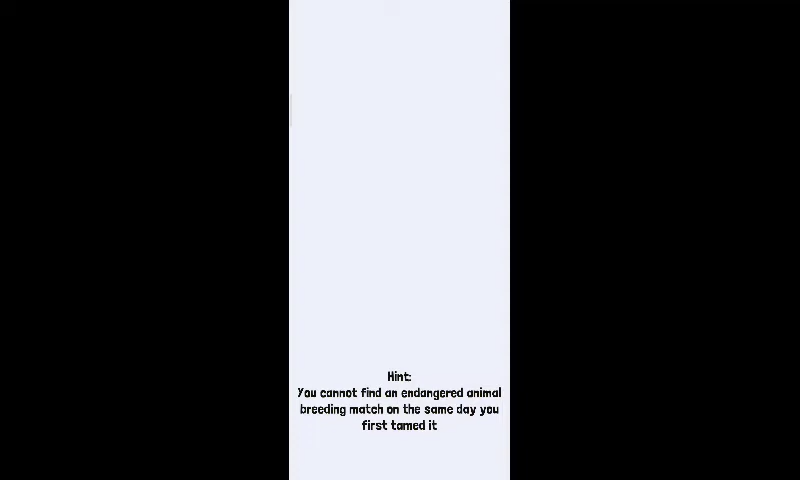 Hint:
You cannot find an endangered animal
breeding match on the same day you
first tamed it